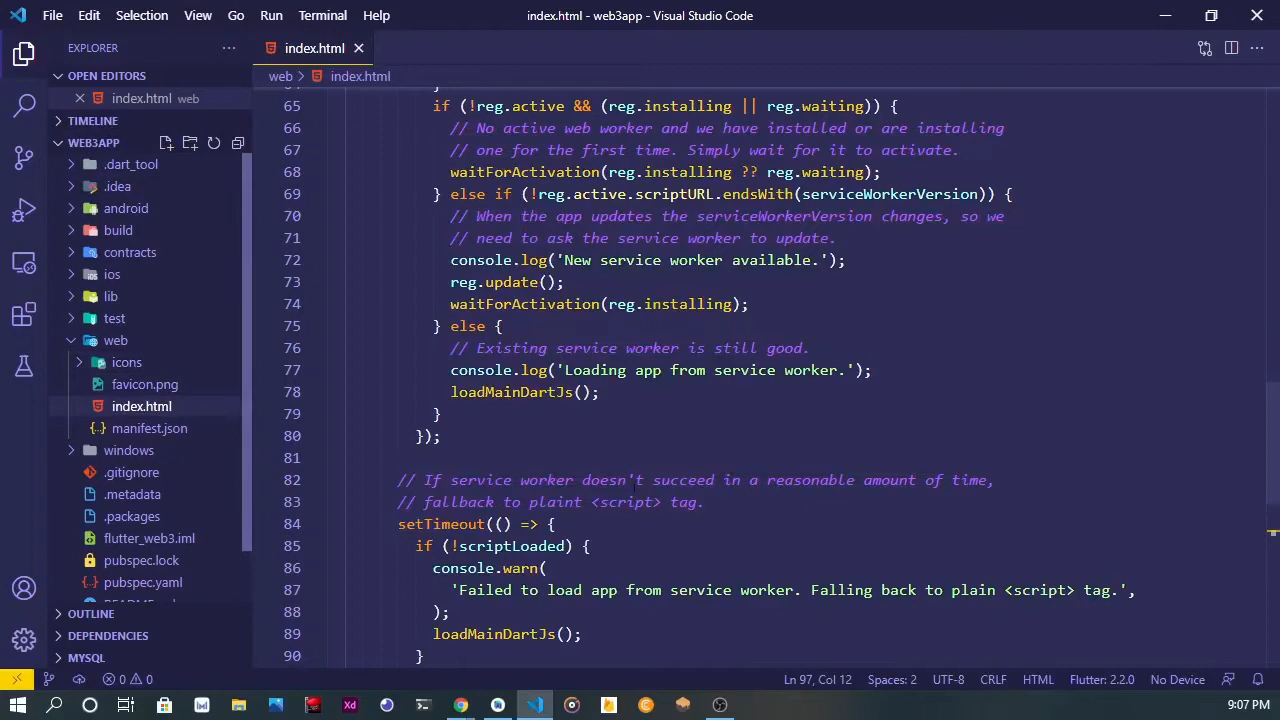 File Edit Selection View Go Run Terminal Help index.html - web3app - Visual Studio Code
EXPLORER
OPEN EDITORS
index.html web
TIMELINE
WEB3APP
.dart_tool
.idea
android
build
contracts
ios
lib
test
web
icons
favicon.png
index.html
manifest.json
windows
.gitignore
.metadata
.packages
flutter_web3.iml
pubspec.lock
pubspec.yaml
OUTLINE
DEPENDENCIES
MYSQL
index.html
web > index.html
65 if (!reg.active && (reg.installing || reg.waiting)) {
66 // No active web worker and we have installed or are installing
67 // one for the first time. Simply wait for it to activate.
68 waitForActivation(reg.installing ?? reg.waiting);
69 } else if (!reg.active.scriptURL.endsWith(serviceWorkerVersion)) {
70 // When the app updates the serviceWorkerVersion changes, so we
71 // need to ask the service worker to update.
72 console.log('New service worker available.');
73 reg.update();
74 waitForActivation(reg.installing);
75 } else {
76 // Existing service worker is still good.
77 console.log('Loading app from service worker.');
78 loadMainDartJs();
79 }
80 });
81
82 // If service worker doesn't succeed in a reasonable amount of time,
83 // fallback to plaint <script> tag.
84 setTimeout(() => {
85 if (!scriptLoaded) {
86 console.warn(
87 'Failed to load app from service worker. Falling back to plain <script> tag.',
88 );
89 loadMainDartJs();
90 }
0 0 Ln 97, Col 12 Spaces: 2 UTF-8 CRLF HTML Flutter: 2.2.0 No Device
Xd
9:07 PM